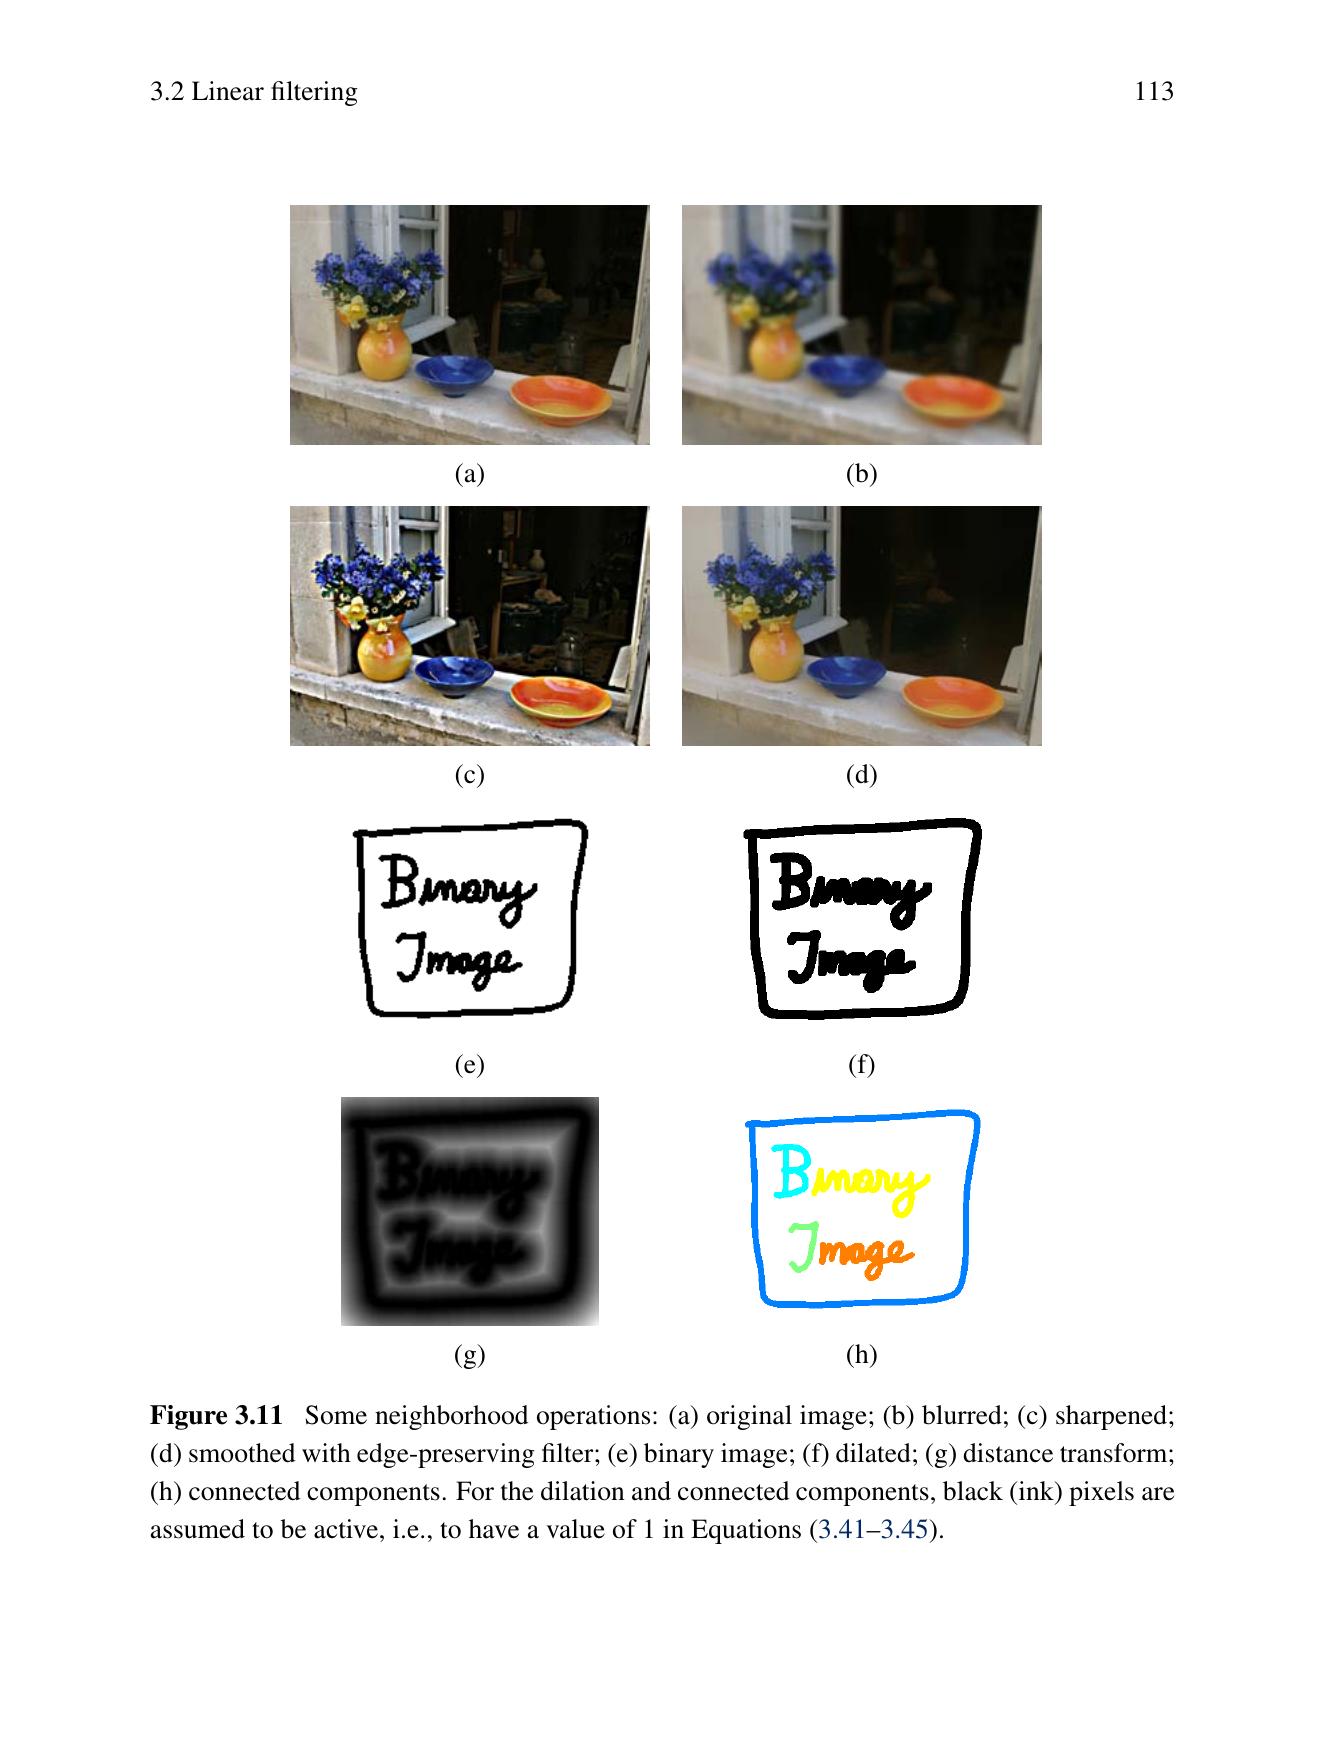 3.2 Linear filtering 113
(a) (b)
(c) (d)
Binary Binary
Image Image
(e) (f)
Binary Binary
Image Image
(g) (h)
Figure 3.11 Some neighborhood operations: (a) original image; (b) blurred; (c) sharpened;
(d) smoothed with edge-preserving filter; (e) binary image; (f) dilated; (g) distance transform;
(h) connected components. For the dilation and connected components, black (ink) pixels are
assumed to be active, i.e., to have a value of 1 in Equations (3.41–3.45).